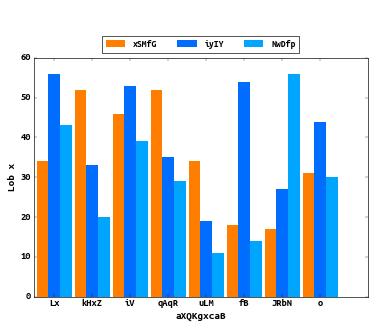 xSMfG iyIY NwDfp
60
50
40
30
20
10
0
Lob x
Lx kHxZ iV qAqR uLM fB JRbN o
aXQKgxcaB